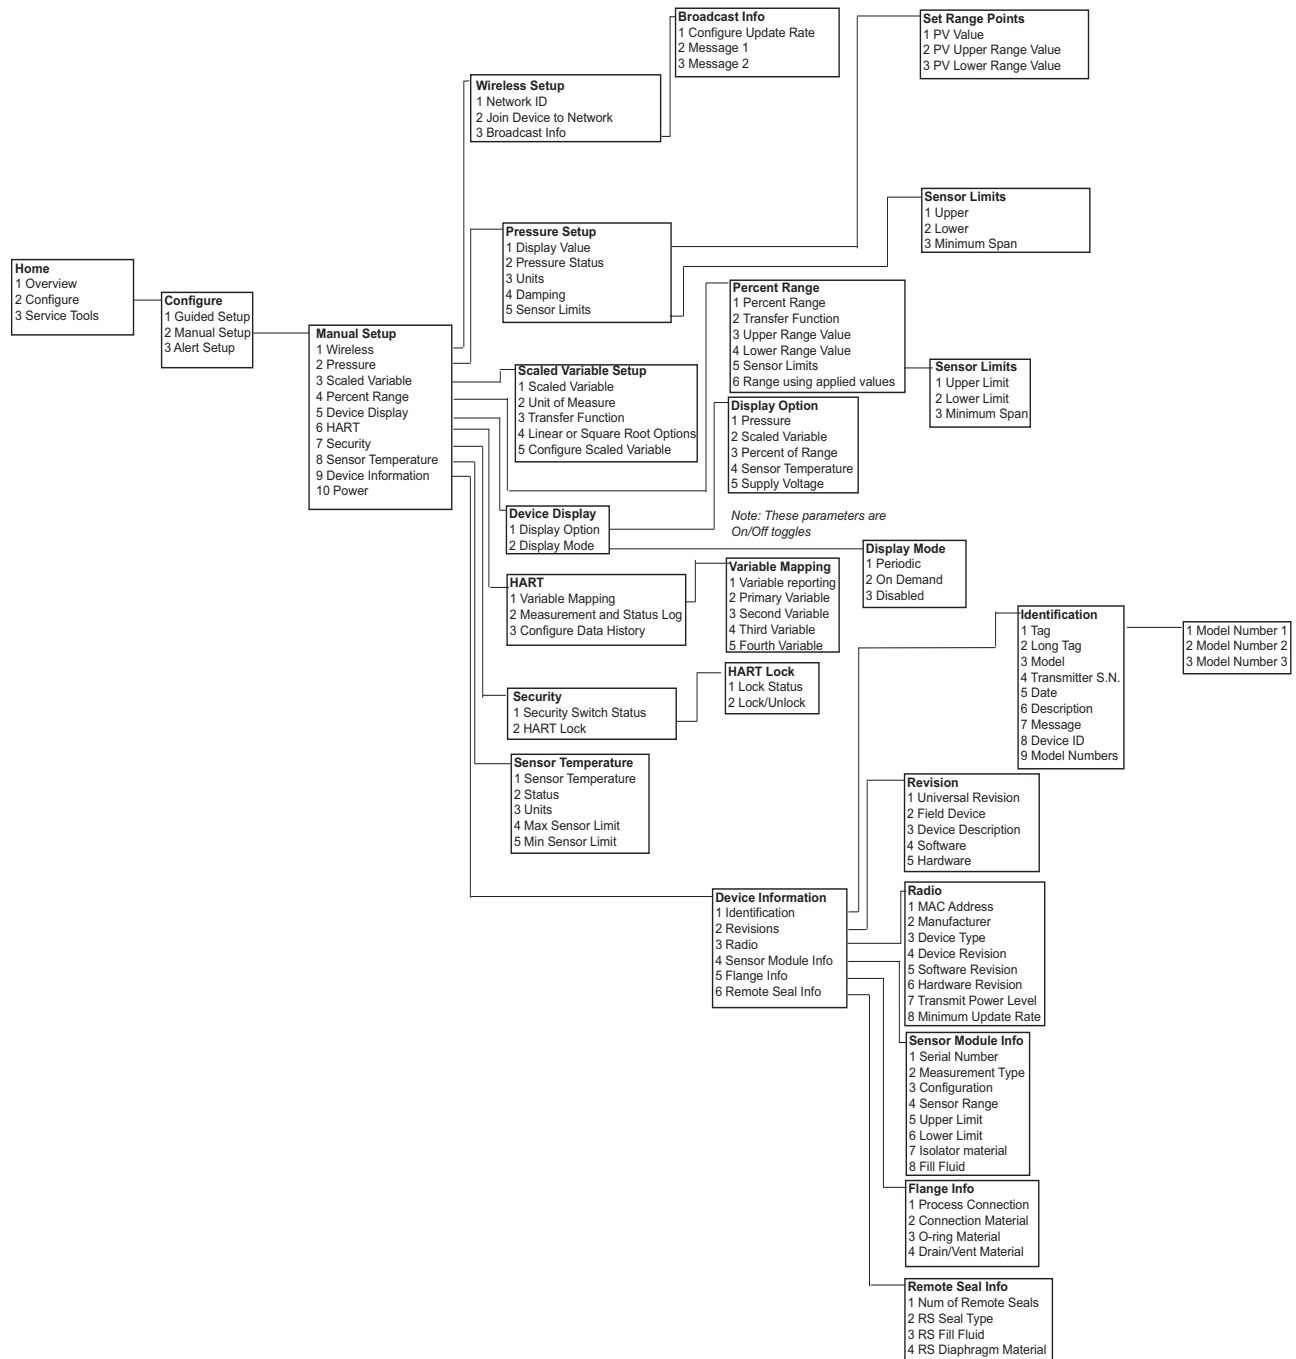 Home
1 Overview
2 Configure
3 Service Tools
Configure
1 Guided Setup
2 Manual Setup
3 Alert Setup
Manual Setup
1 Wireless
2 Pressure
3 Scaled Variable
4 Percent Range
5 Device Display
6 HART
7 Security
8 Sensor Temperature
9 Device Information
10 Power
Wireless Setup
1 Network ID
2 Join Device to Network
3 Broadcast Info
Broadcast Info
1 Configure Update Rate
2 Message 1
3 Message 2
Pressure Setup
1 Display Value
2 Pressure Status
3 Units
4 Damping
5 Sensor Limits
Set Range Points
1 PV Value
2 PV Upper Range Value
3 PV Lower Range Value
Sensor Limits
1 Upper
2 Lower
3 Minimum Span
Scaled Variable Setup
1 Scaled Variable
2 Unit of Measure
3 Transfer Function
4 Linear or Square Root Options
5 Configure Scaled Variable
Percent Range
1 Percent Range
2 Transfer Function
3 Upper Range Value
4 Lower Range Value
5 Sensor Limits
6 Range using applied values
Sensor Limits
1 Upper Limit
2 Lower Limit
3 Minimum Span
Device Display
1 Display Option
2 Display Mode
Display Option
1 Pressure
2 Scaled Variable
3 Percent of Range
4 Sensor Temperature
5 Supply Voltage
Note: These parameters are
On/Off toggles
Display Mode
1 Periodic
2 On Demand
3 Disabled
HART
1 Variable Mapping
2 Measurement and Status Log
3 Configure Data History
Variable Mapping
1 Variable reporting
2 Primary Variable
3 Second Variable
4 Third Variable
5 Fourth Variable
Security
1 Security Switch Status
2 HART Lock
HART Lock
1 Lock Status
2 Lock/Unlock
Sensor Temperature
1 Sensor Temperature
2 Status
3 Units
4 Max Sensor Limit
5 Min Sensor Limit
Device Information
1 Identification
2 Revisions
3 Radio
4 Sensor Module Info
5 Flange Info
6 Remote Seal Info
Identification
1 Tag
2 Long Tag
3 Model
4 Transmitter S.N.
5 Date
6 Description
7 Message
8 Device ID
9 Model Numbers
1 Model Number 1
2 Model Number 2
3 Model Number 3
Revision
1 Universal Revision
2 Field Device
3 Device Description
4 Software
5 Hardware
Radio
1 MAC Address
2 Manufacturer
3 Device Type
4 Device Revision
5 Software Revision
6 Hardware Revision
7 Transmit Power Level
8 Minimum Update Rate
Sensor Module Info
1 Serial Number
2 Measurement Type
3 Configuration
4 Sensor Range
5 Upper Limit
6 Lower Limit
7 Isolator material
8 Fill Fluid
Flange Info
1 Process Connection
2 Connection Material
3 O-ring Material
4 Drain/Vent Material
Remote Seal Info
1 Num of Remote Seals
2 RS Seal Type
3 RS Fill Fluid
4 RS Diaphragm Material